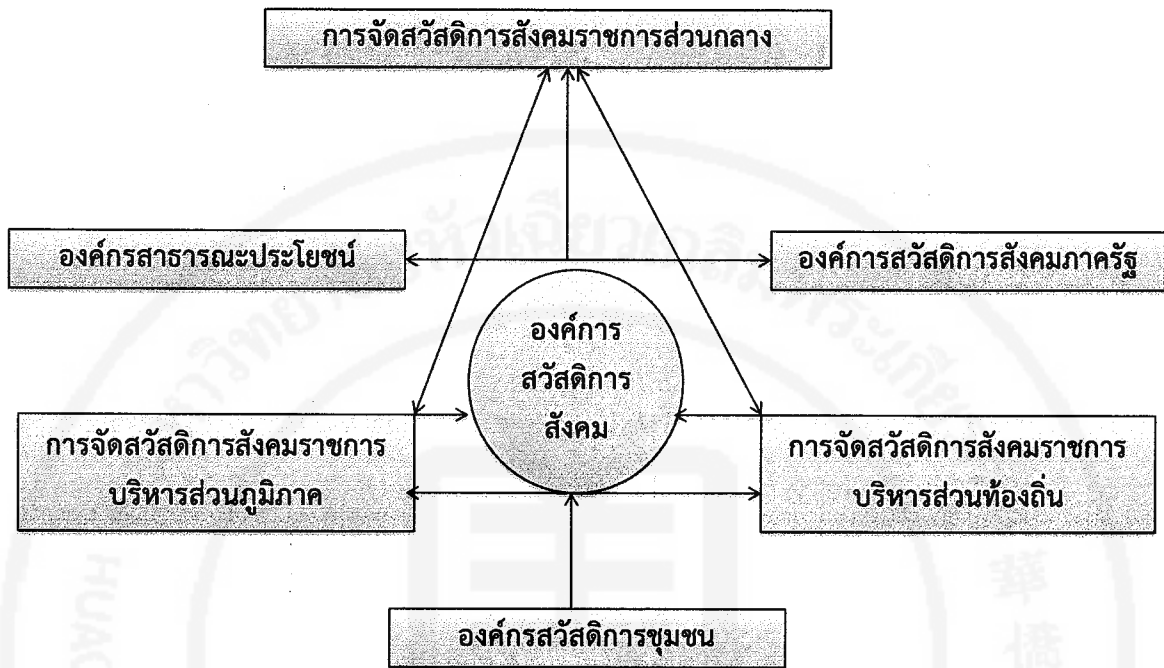 การจัดสวัสดิการสังคมราชการส่วนกลาง
องค์กรสาธารณะประโยชน์
องค์การสวัสดิการสังคมภาครัฐ
องค์การ
สวัสดิการ
สังคม
การจัดสวัสดิการสังคมราชการ
บริหารส่วนภูมิภาค
การจัดสวัสดิการสังคมราชการ
บริหารส่วนท้องถิ่น
องค์กรสวัสดิการชุมชน